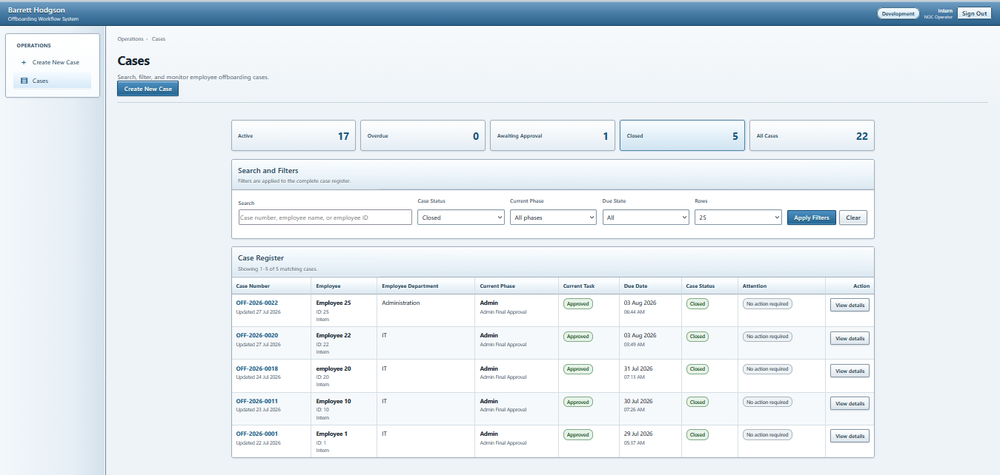 Barrett Hodgson
Offboarding Workflow System
Development
Intern
NOC Operator
Sign Out
OPERATIONS
+ Create New Case
Cases
Operations › Cases
Cases
Search, filter, and monitor employee offboarding cases.
Create New Case
Active 17
Overdue 0
Awaiting Approval 1
Closed 5
All Cases 22
Search and Filters
Filters are applied to the complete case register.
Search
Case number, employee name, or employee ID
Case Status
Closed
Current Phase
All phases
Due State
All
Rows
25
Apply Filters
Clear
Case Register
Showing 1–5 of 5 matching cases.
Case Number Employee Employee Department Current Phase Current Task Due Date Case Status Attention Action
OFF-2026-0022 Employee 25 Administration Admin Approved 03 Aug 2026 Closed No action required View details
Updated 27 Jul 2026 ID: 25 Admin Final Approval 06:44 AM
Intern
OFF-2026-0020 Employee 22 IT Admin Approved 03 Aug 2026 Closed No action required View details
Updated 27 Jul 2026 ID: 22 Admin Final Approval 03:49 AM
Intern
OFF-2026-0018 employee 20 IT Admin Approved 31 Jul 2026 Closed No action required View details
Updated 24 Jul 2026 ID: 20 Admin Final Approval 07:13 AM
Intern
OFF-2026-0011 Employee 10 IT Admin Approved 30 Jul 2026 Closed No action required View details
Updated 23 Jul 2026 ID: 10 Admin Final Approval 07:26 AM
Intern
OFF-2026-0001 Employee 1 IT Admin Approved 29 Jul 2026 Closed No action required View details
Updated 22 Jul 2026 ID: 1 Admin Final Approval 05:37 AM
Intern